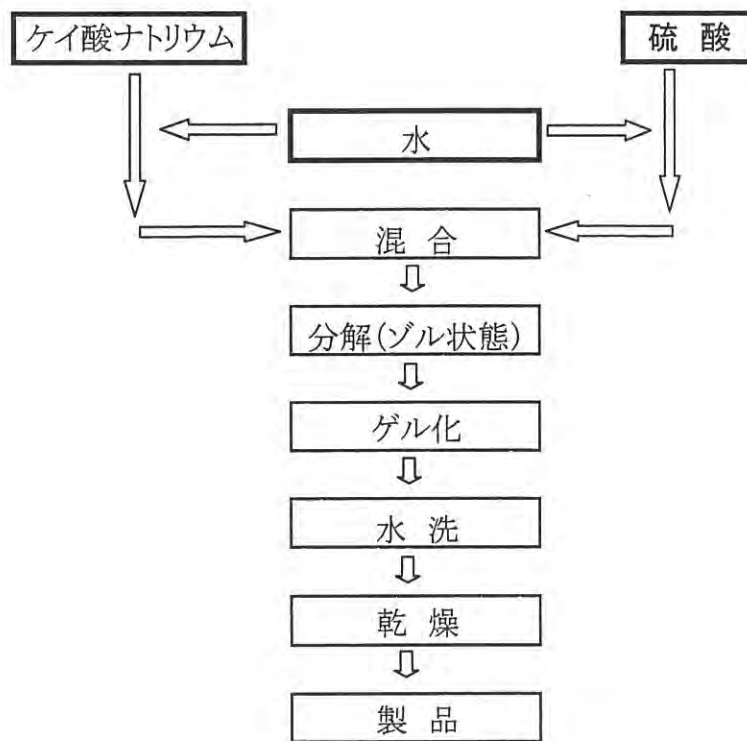 ケイ酸ナトリウム
硫 酸
水
混 合
分解(ゾル状態)
ゲル化
水 洗
乾 燥
製 品